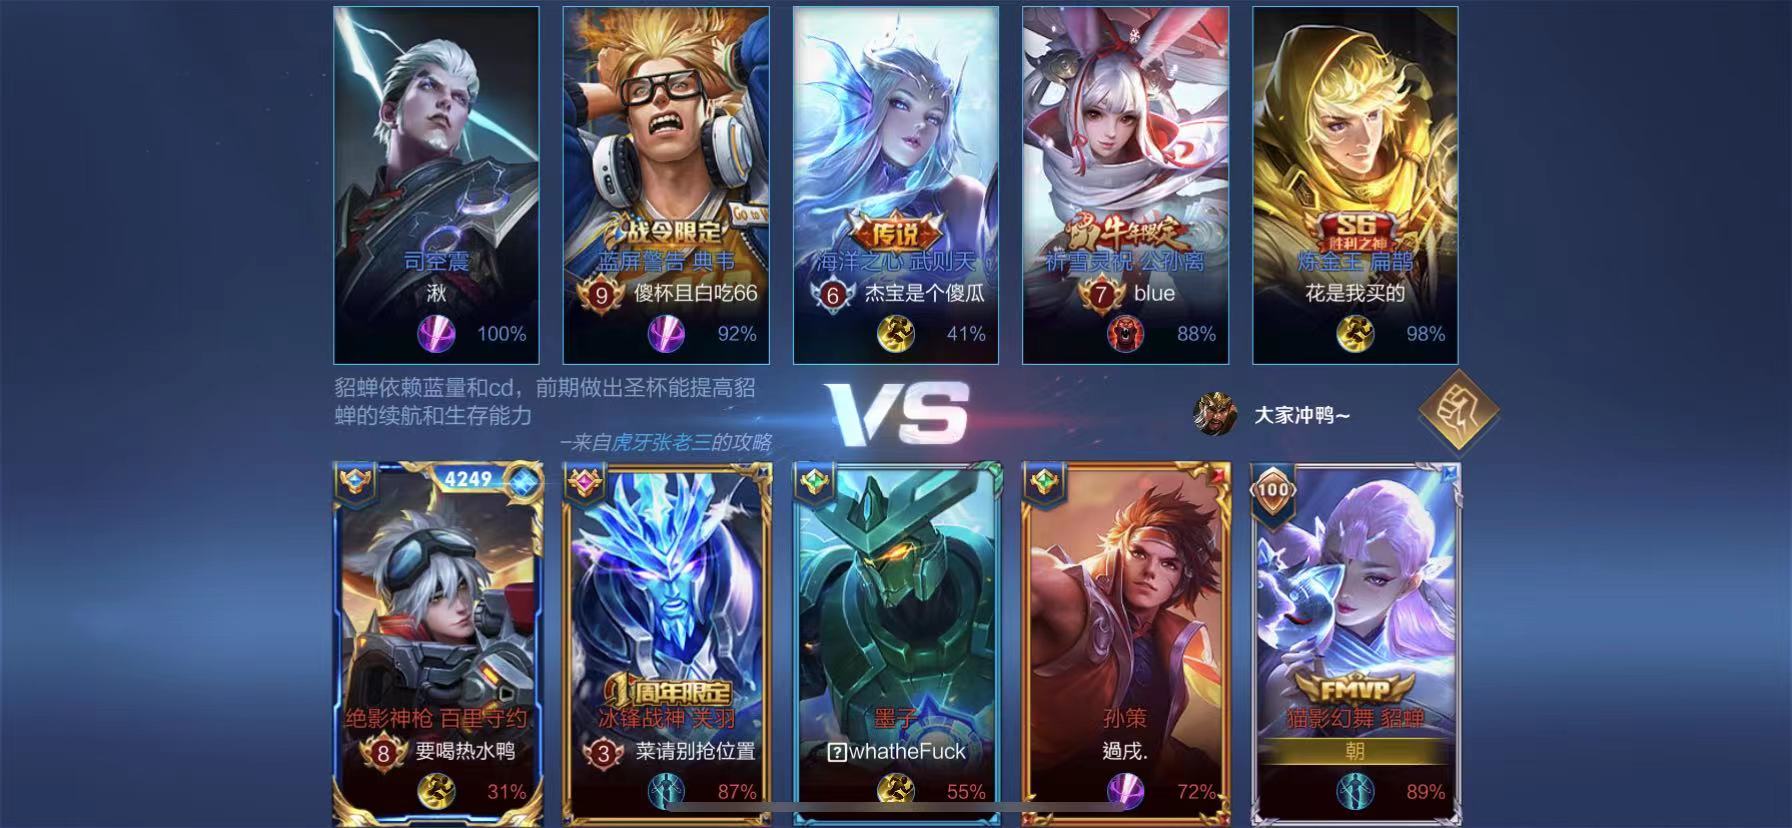 战令限定
传说
牛年限定
S6
胜利之神
司空震
蓝屏警告 典韦
海洋之心 武则天
祈雪灵祝 公孙离
炼金王 扁鹊
湫
9
傻杯且白吃66
6
杰宝是个傻瓜
7
blue
花是我买的
100%
92%
41%
88%
98%
貂蝉依赖蓝量和cd，前期做出圣杯能提高貂
蝉的续航和生存能力
—来自虎牙张老三的攻略
VS
大家冲鸭~
4249
100
1周年限定
FMVP
绝影神枪 百里守约
冰锋战神 关羽
墨子
孙策
猫影幻舞 貂蝉
8
要喝热水鸭
3
菜请别抢位置
?whatheFuck
過戌.
朝
31%
87%
55%
72%
89%